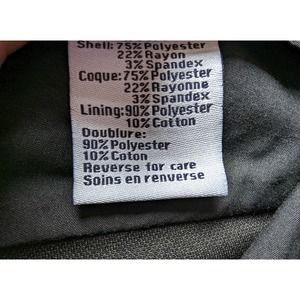 Shell: 75% Polyester
22% Rayon
3% Spandex
Coque: 75% Polyester
22% Rayonne
3% Spandex
Lining: 90% Polyester
10% Cotton
Doublure:
90% Polyester
10% Coton
Reverse for care
Soins en renverse